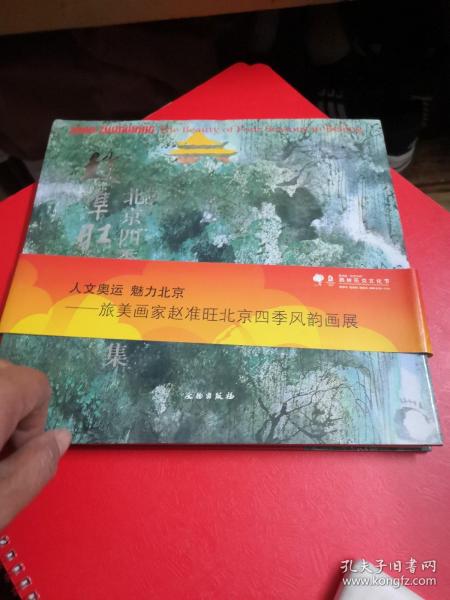 The Beauty of Four Seasons in Beijing
赵准旺
北京四季
集
人文奥运 魅力北京
——旅美画家赵准旺北京四季风韵画展
文物出版社
孔夫子旧书网
www.kongfz.com